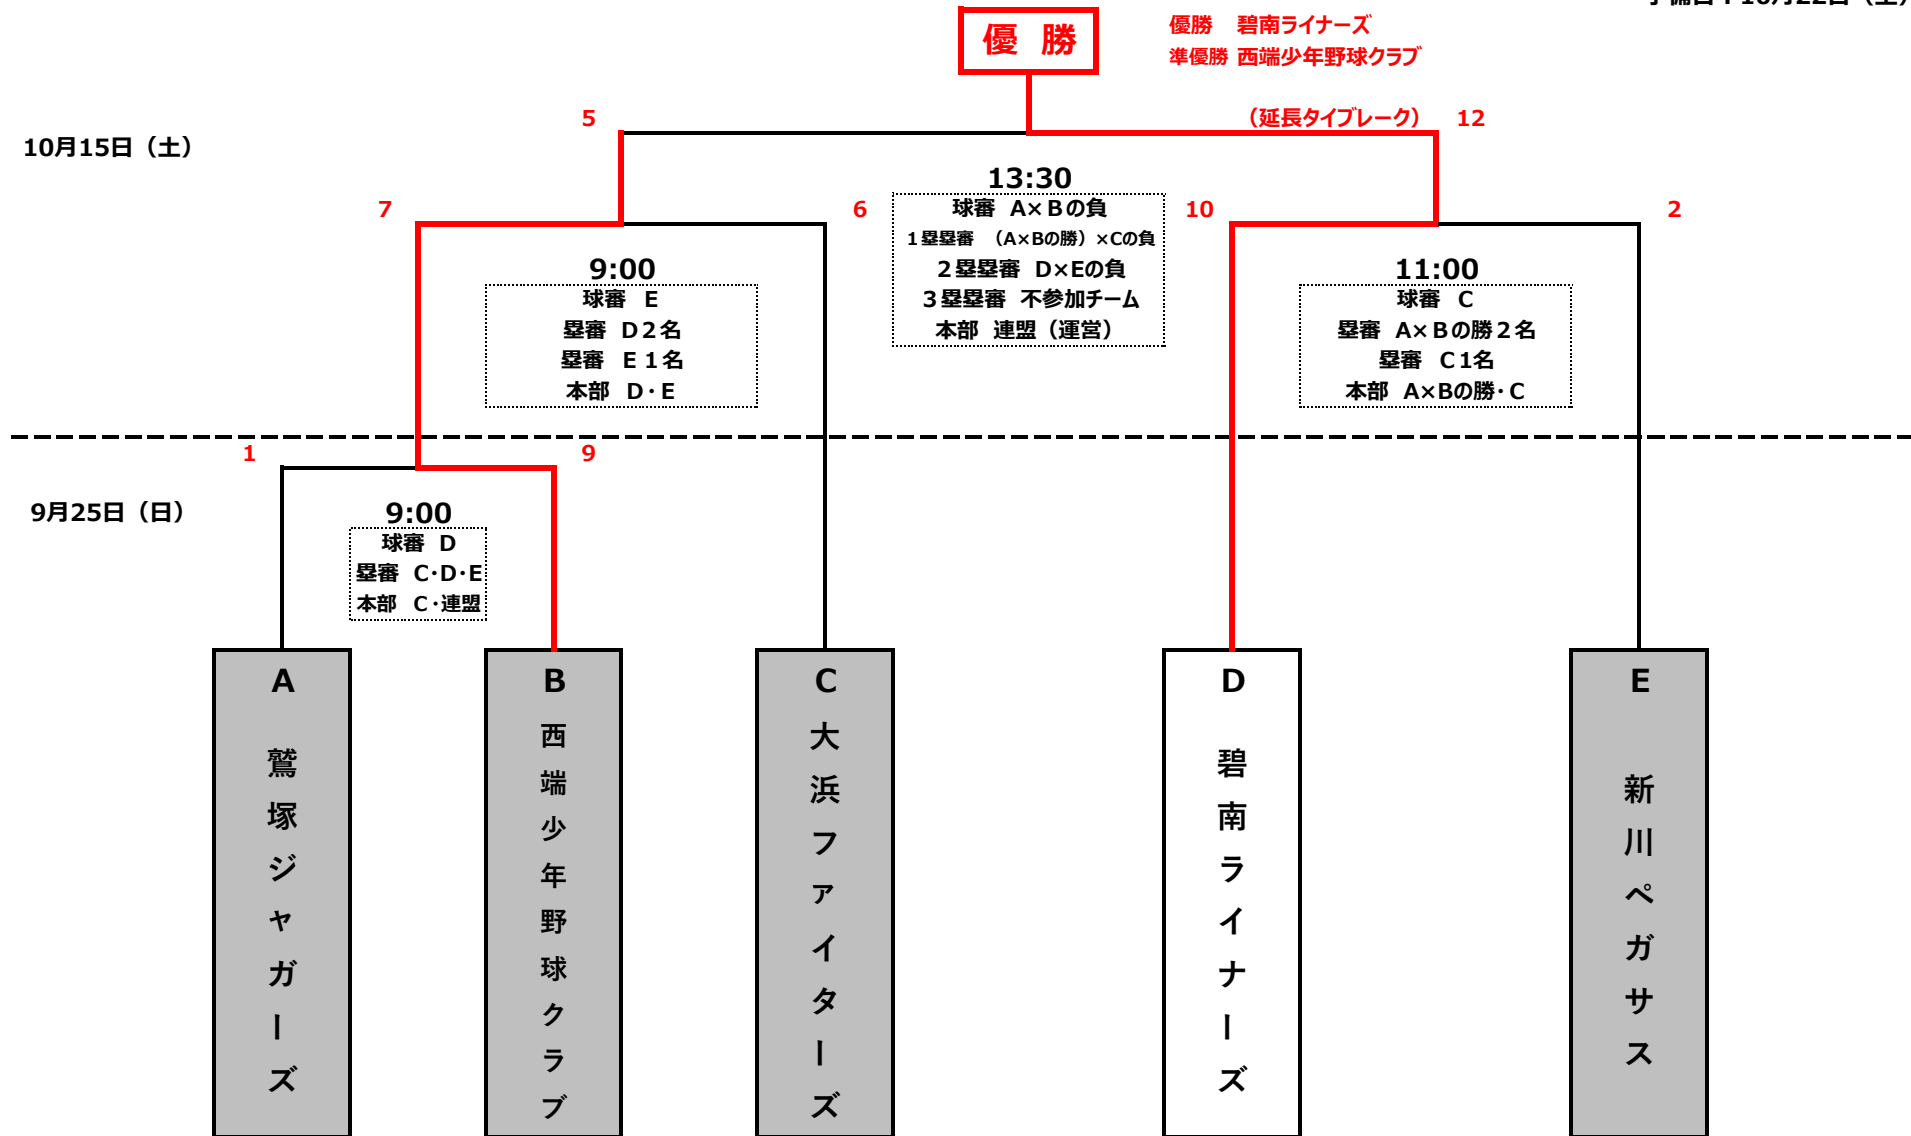 優 勝
優勝 碧南ライナーズ
準優勝 西端少年野球クラブ
5
(延長タイブレーク) 12
10月15日(土)
13:30
球審 A×Bの負
1塁塁審 (A×Bの勝)×Cの負
2塁塁審 D×Eの負
3塁塁審 不参加チーム
本部 連盟(運営)
7
6
10
2
9:00
球審 E
塁審 D2名
塁審 E1名
本部 D・E
11:00
球審 C
塁審 A×Bの勝2名
塁審 C1名
本部 A×Bの勝・C
1
9
9月25日(日)
9:00
球審 D
塁審 C・D・E
本部 C・連盟
A 鷲塚ジャガーズ
B 西端少年野球クラブ
C 大浜ファイターズ
D 碧南ライナーズ
E 新川ペガサス